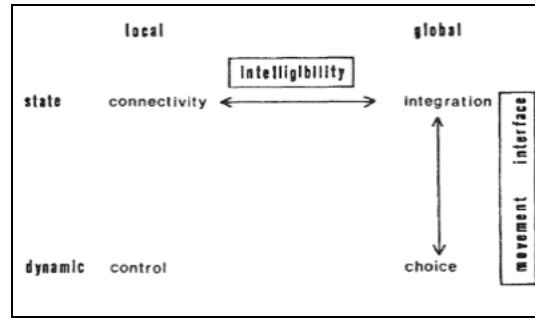 local global
intelligibility
state connectivity integration
movement interface
dynamic control choice